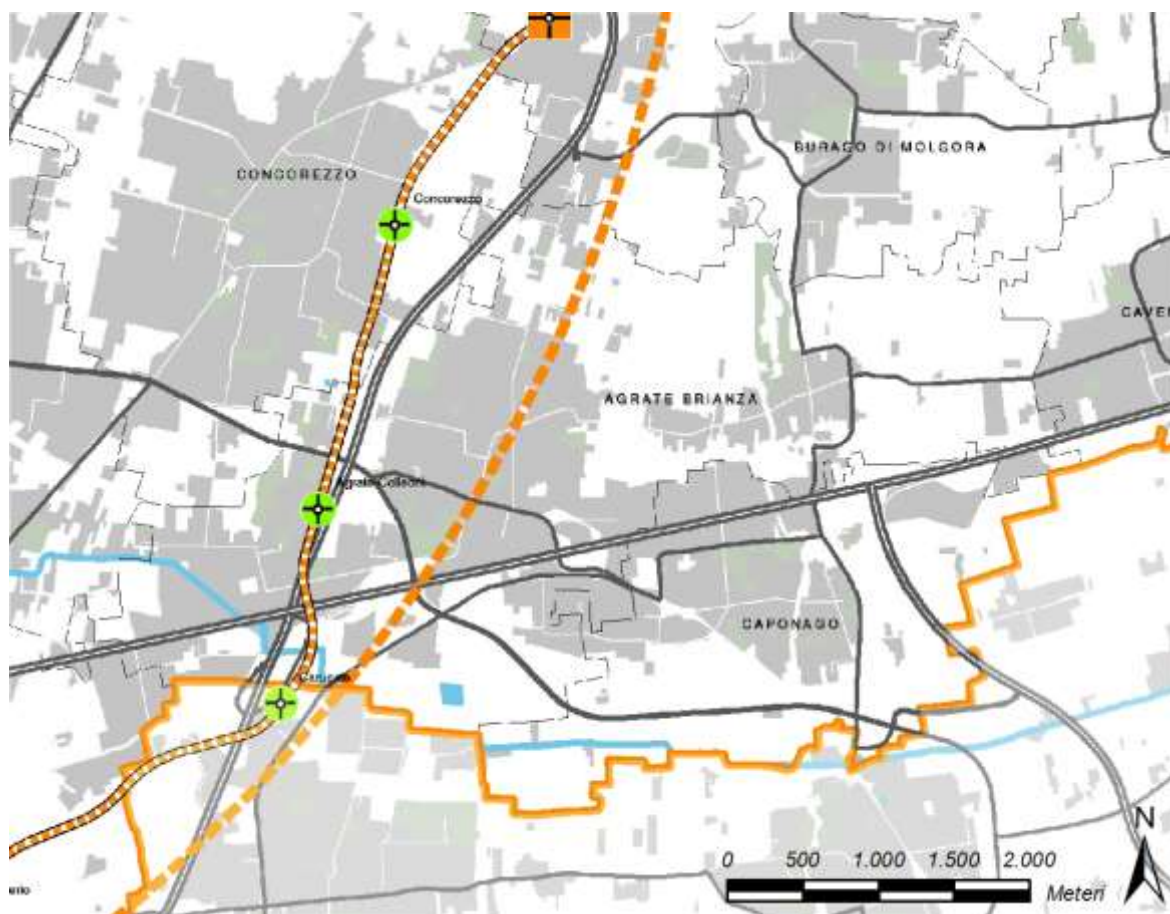 BURAGO DI MOLGORA
CONCOREZZO
Concorezzo
AGRATE BRIANZA
Agrate Colleoni
CAPONAGO
N
0 500 1.000 1.500 2.000
Meteri